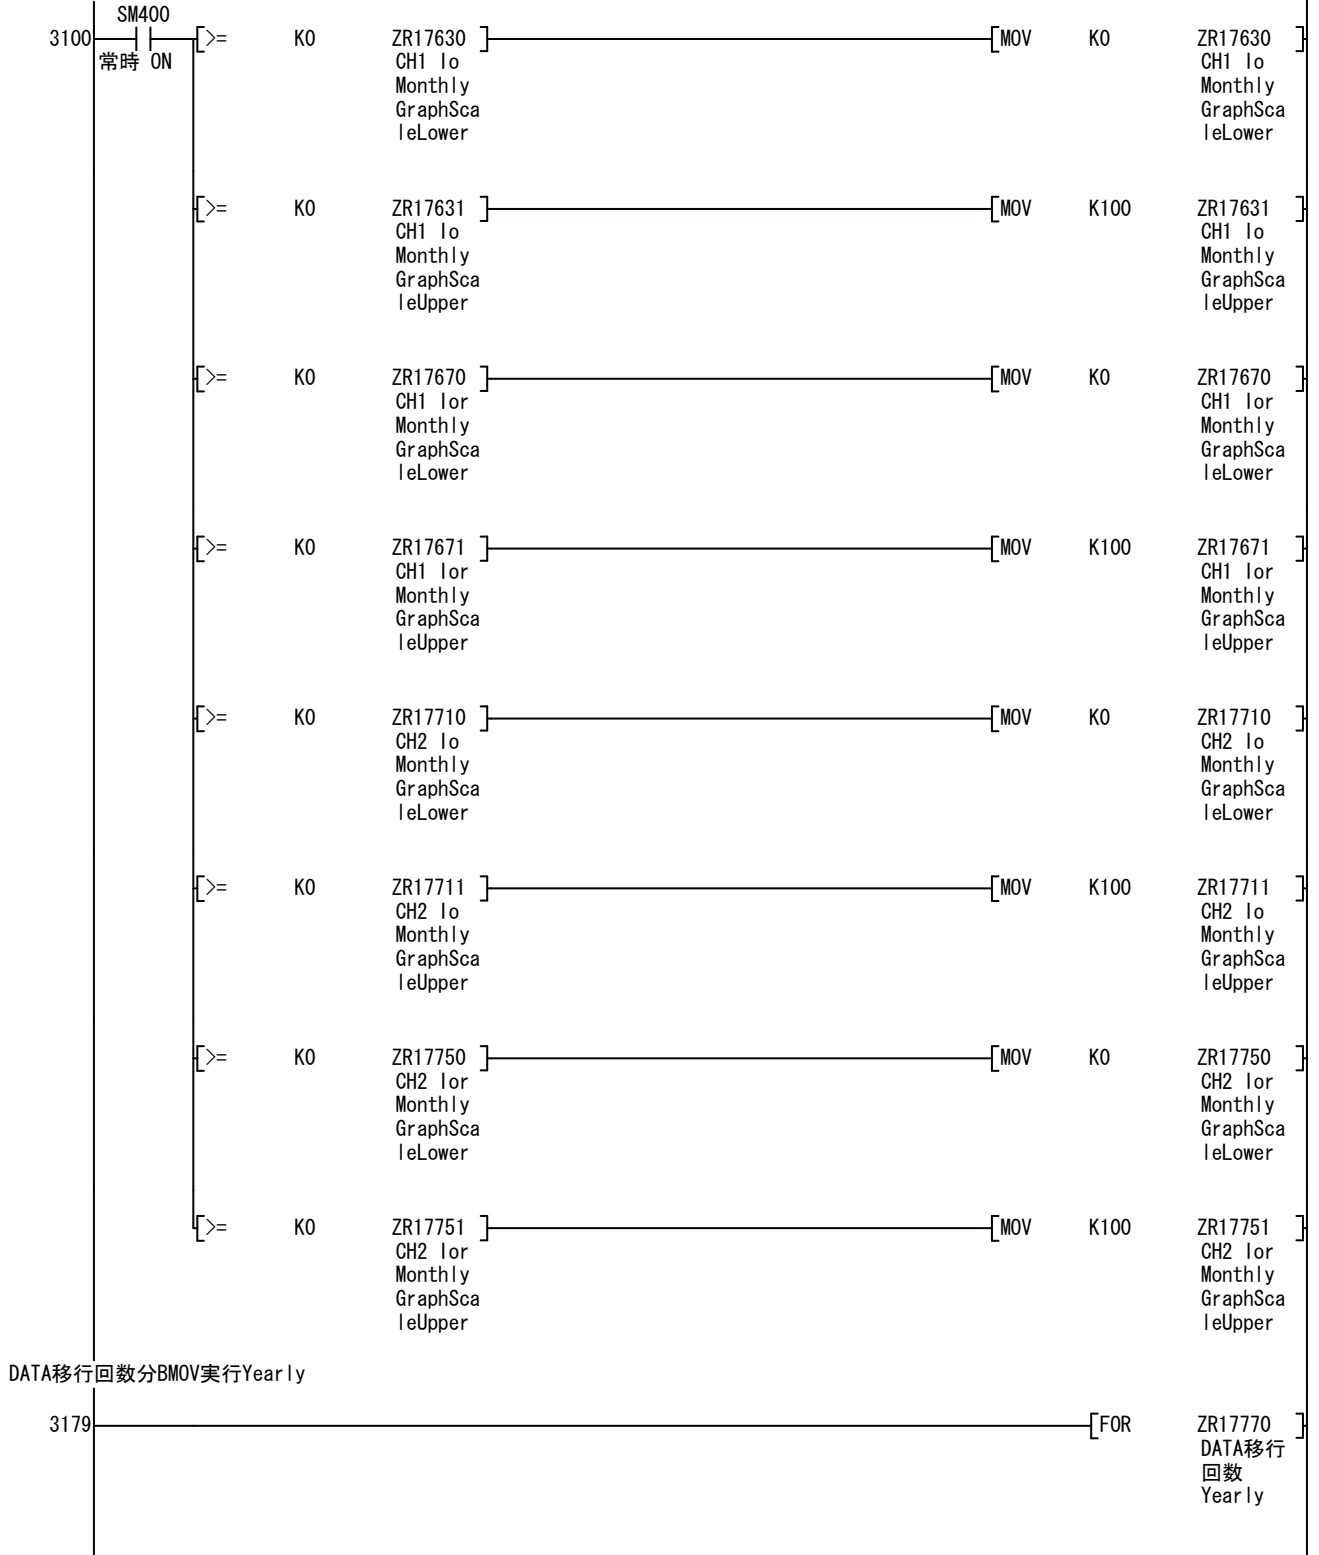 SM400
3100 [>= K0 ZR17630 ] [MOV K0 ZR17630 ]
常時 ON CH1 Io CH1 Io
Monthly Monthly
GraphSca GraphSca
leLower leLower
[>= K0 ZR17631 ] [MOV K100 ZR17631 ]
CH1 Io CH1 Io
Monthly Monthly
GraphSca GraphSca
leUpper leUpper
[>= K0 ZR17670 ] [MOV K0 ZR17670 ]
CH1 Ior CH1 Ior
Monthly Monthly
GraphSca GraphSca
leLower leLower
[>= K0 ZR17671 ] [MOV K100 ZR17671 ]
CH1 Ior CH1 Ior
Monthly Monthly
GraphSca GraphSca
leUpper leUpper
[>= K0 ZR17710 ] [MOV K0 ZR17710 ]
CH2 Io CH2 Io
Monthly Monthly
GraphSca GraphSca
leLower leLower
[>= K0 ZR17711 ] [MOV K100 ZR17711 ]
CH2 Io CH2 Io
Monthly Monthly
GraphSca GraphSca
leUpper leUpper
[>= K0 ZR17750 ] [MOV K0 ZR17750 ]
CH2 Ior CH2 Ior
Monthly Monthly
GraphSca GraphSca
leLower leLower
[>= K0 ZR17751 ] [MOV K100 ZR17751 ]
CH2 Ior CH2 Ior
Monthly Monthly
GraphSca GraphSca
leUpper leUpper
DATA移行回数分BMOV実行Yearly
3179 [FOR ZR17770 ]
DATA移行
回数
Yearly